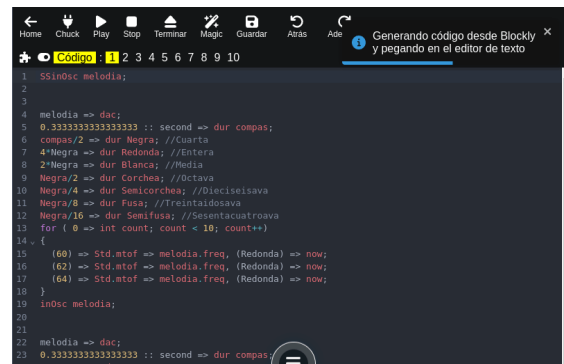 Home Chuck Play Stop Terminar Magic Guardar Atrás Ade
Generando código desde Blockly
y pegando en el editor de texto
×
Código : 1 2 3 4 5 6 7 8 9 10
1 SSinOsc melodia;
2
3
4 melodia => dac;
5 0.3333333333333333 :: second => dur compas;
6 compas/2 => dur Negra; //Cuarta
7 4*Negra => dur Redonda; //Entera
8 2*Negra => dur Blanca; //Media
9 Negra/2 => dur Corchea; //Octava
10 Negra/4 => dur Semicorchea; //Dieciseisava
11 Negra/8 => dur Fusa; //Treintaidosava
12 Negra/16 => dur Semifusa; //Sesentacuatroava
13 for ( 0 => int count; count < 10; count++)
14 {
15 (60) => Std.mtof => melodia.freq, (Redonda) => now;
16 (62) => Std.mtof => melodia.freq, (Redonda) => now;
17 (64) => Std.mtof => melodia.freq, (Redonda) => now;
18 }
19 inOsc melodia;
20
21
22 melodia => dac;
23 0.3333333333333333 :: second => dur compas;